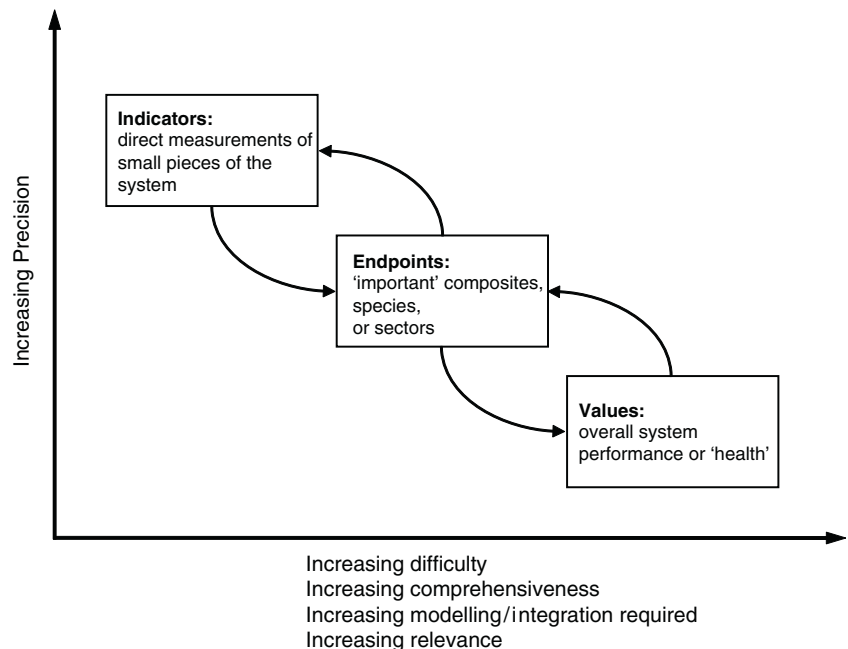 Increasing Precision
Indicators:
direct measurements of
small pieces of the
system
Endpoints:
‘important’ composites,
species,
or sectors
Values:
overall system
performance or ‘health’
Increasing difficulty
Increasing comprehensiveness
Increasing modelling/integration required
Increasing relevance